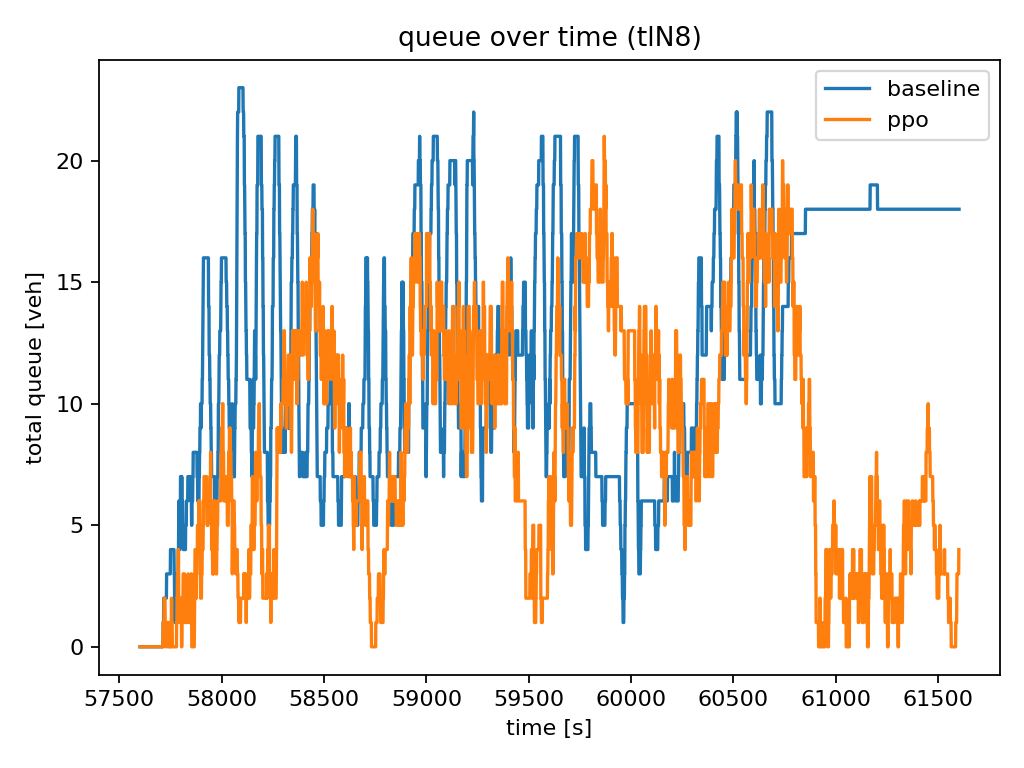 queue over time (tlN8)
baseline
ppo
total queue [veh]
20
15
10
5
0
57500 58000 58500 59000 59500 60000 60500 61000 61500
time [s]